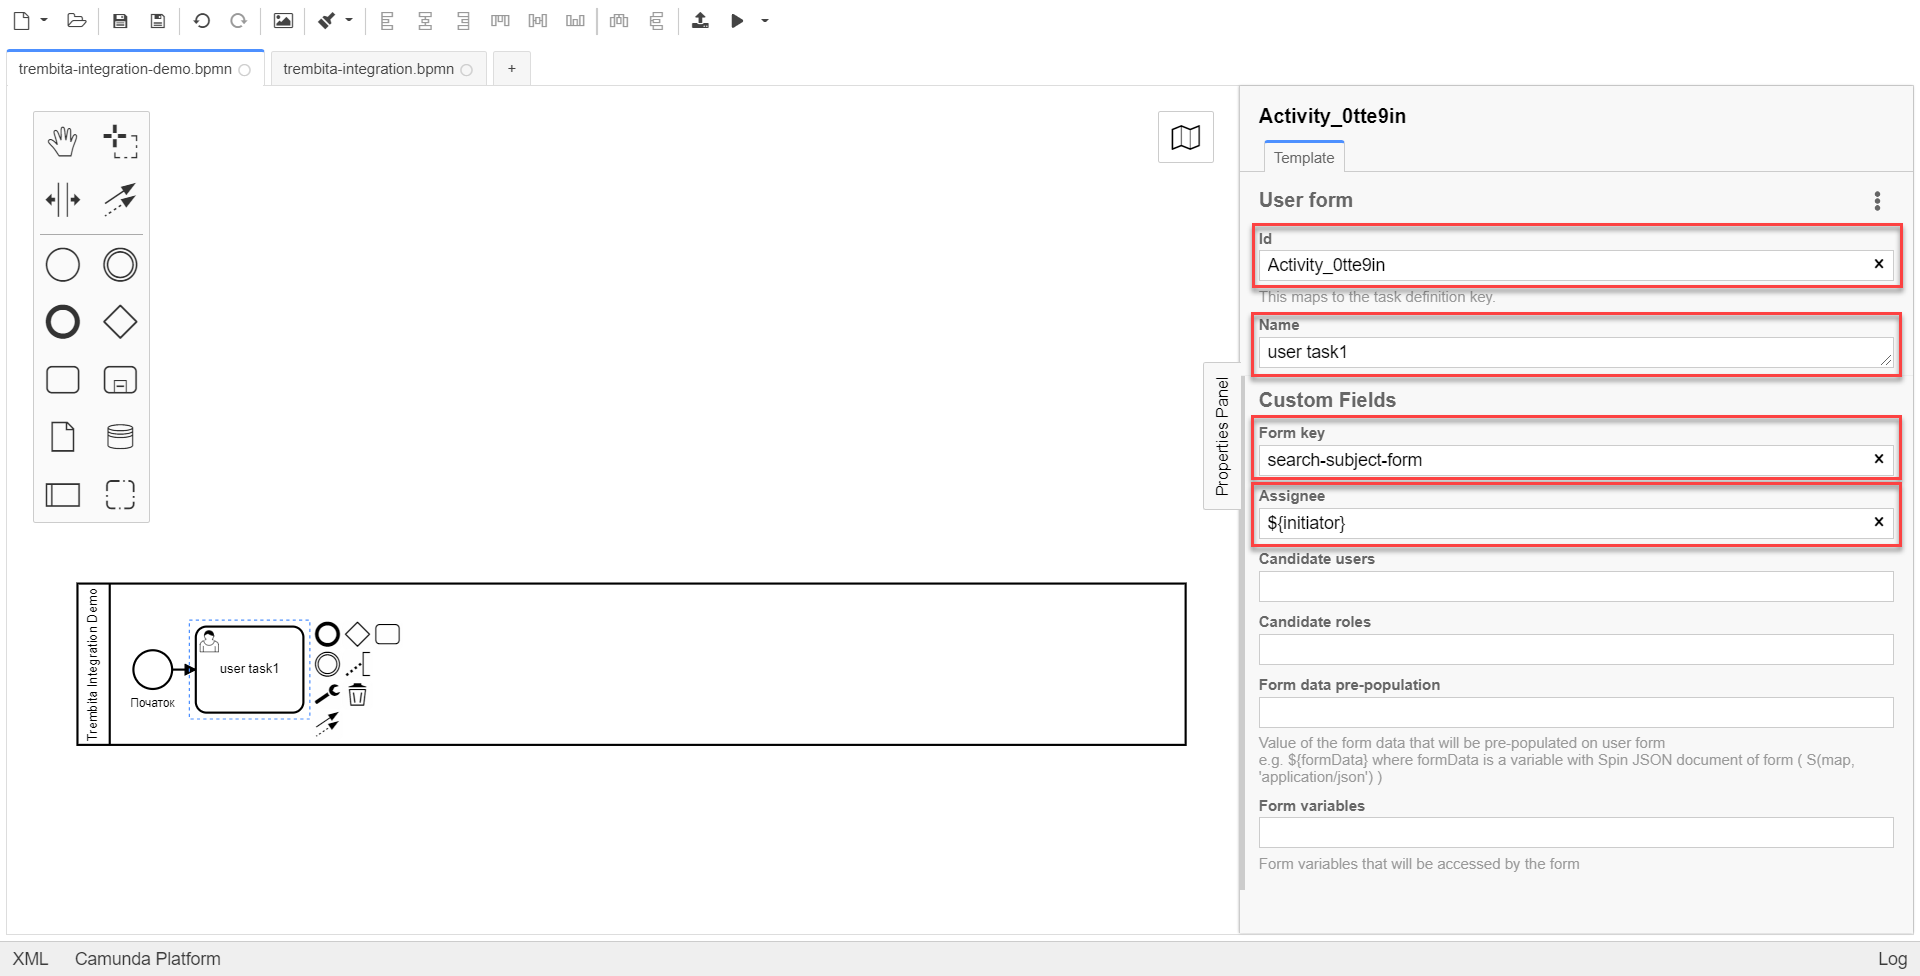 trembita-integration-demo.bpmn
trembita-integration.bpmn
+
Activity_0tte9in
Template
User form
Id
Activity_0tte9in
This maps to the task definition key.
Name
user task1
Custom Fields
Form key
search-subject-form
Assignee
${initiator}
Candidate users
Candidate roles
Form data pre-population
Value of the form data that will be pre-populated on user form
e.g. ${formData} where formData is a variable with Spin JSON document of form ( S(map,
'application/json') )
Form variables
Form variables that will be accessed by the form
Properties Panel
Trembita Integration Demo
Початок
user task1
XML
Camunda Platform
Log